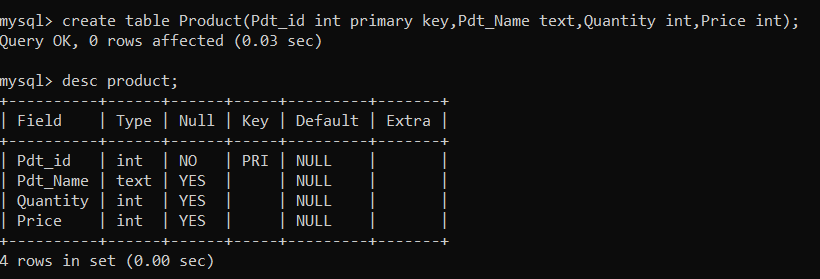 mysql> create table Product(Pdt_id int primary key,Pdt_Name text,Quantity int,Price int);
Query OK, 0 rows affected (0.03 sec)
mysql> desc product;
+----------+------+------+-----+---------+-------+
| Field    | Type | Null | Key | Default | Extra |
+----------+------+------+-----+---------+-------+
| Pdt_id   | int  | NO   | PRI | NULL    |       |
| Pdt_Name | text | YES  |     | NULL    |       |
| Quantity | int  | YES  |     | NULL    |       |
| Price    | int  | YES  |     | NULL    |       |
+----------+------+------+-----+---------+-------+
4 rows in set (0.00 sec)